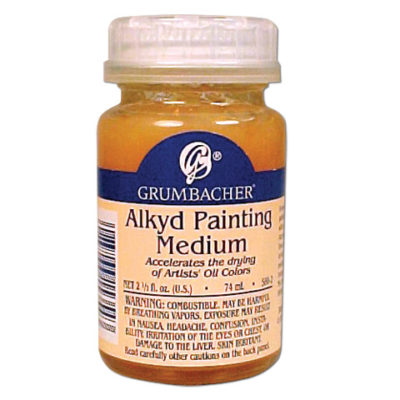 G®
GRUMBACHER®
Alkyd Painting
Medium
Accelerates the drying
of Artists' Oil Colors
NET 2 ½ fl. oz. (U.S.) • 74 mL •
WARNING: COMBUSTIBLE. MAY BE HARMFUL
BY BREATHING VAPORS. EXPOSURE MAY RESULT
IN NAUSEA, HEADACHE, CONFUSION, INSTA-
BILITY, IRRITATION OF THE EYES OR CHEST, OR
DAMAGE TO THE LIVER. SKIN IRRITANT.
Read carefully other cautions on the back panel.